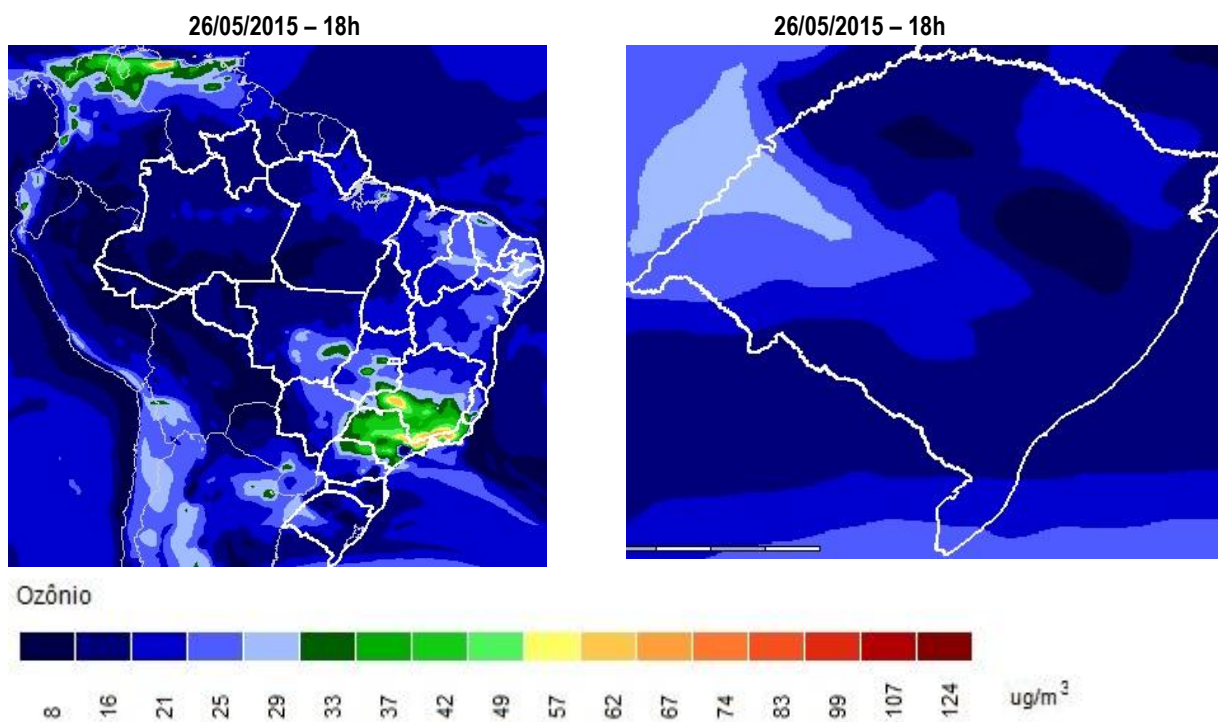 26/05/2015 – 18h
26/05/2015 – 18h
Ozônio
8 16 21 25 29 33 37 42 49 57 62 67 74 83 99 107 124 ug/m³